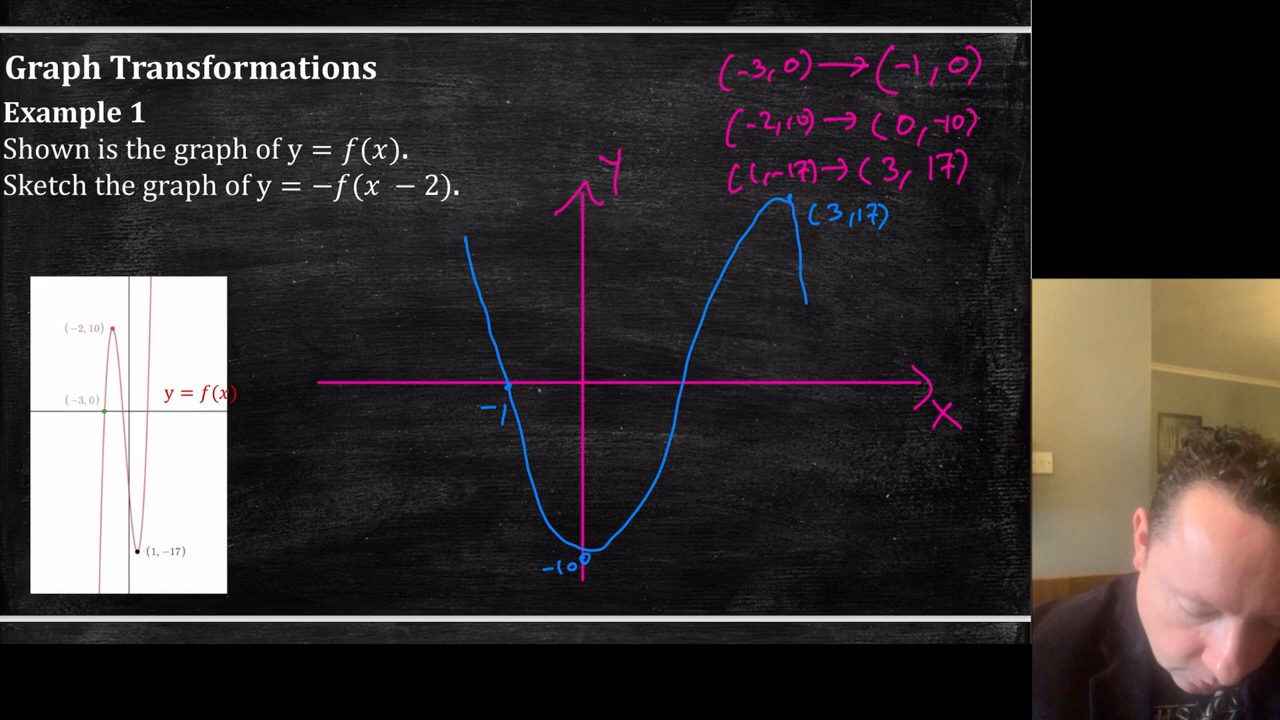 Graph Transformations
Example 1
Shown is the graph of y = f(x).
Sketch the graph of y = −f(x − 2).
(-3, 0) → (-1, 0)
(-2, 10) → (0, -10)
(1, -17) → (3, 17)
y
(3, 17)
(−2, 10)
y = f(x)
(−3, 0)
-1
x
(1, −17)
-10